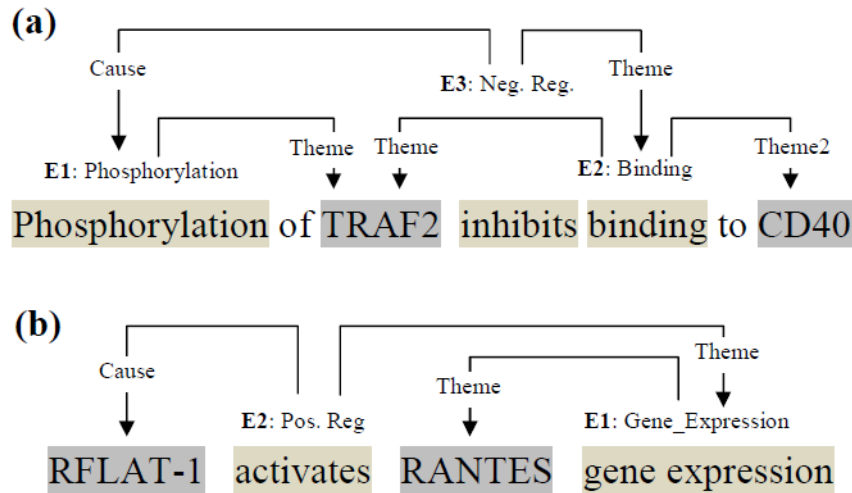 (a)
Cause Theme
E3: Neg. Reg.
Theme Theme Theme2
E1: Phosphorylation E2: Binding
Phosphorylation of TRAF2 inhibits binding to CD40
(b)
Cause Theme Theme
E2: Pos. Reg E1: Gene_Expression
RFLAT-1 activates RANTES gene expression